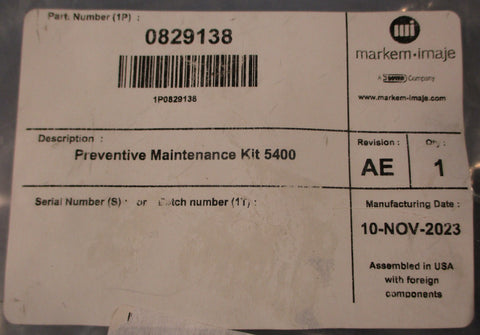 Part. Number (1P) :
0829138
1P0829138
mi
markem·imaje
A DOVER Company
www.markem-imaje.com
Description :
Preventive Maintenance Kit 5400
Revision :
AE
Qty :
1
Serial Number (S) : or Batch number (1T) :
Manufacturing Date :
10-NOV-2023
Assembled in USA
with foreign
components